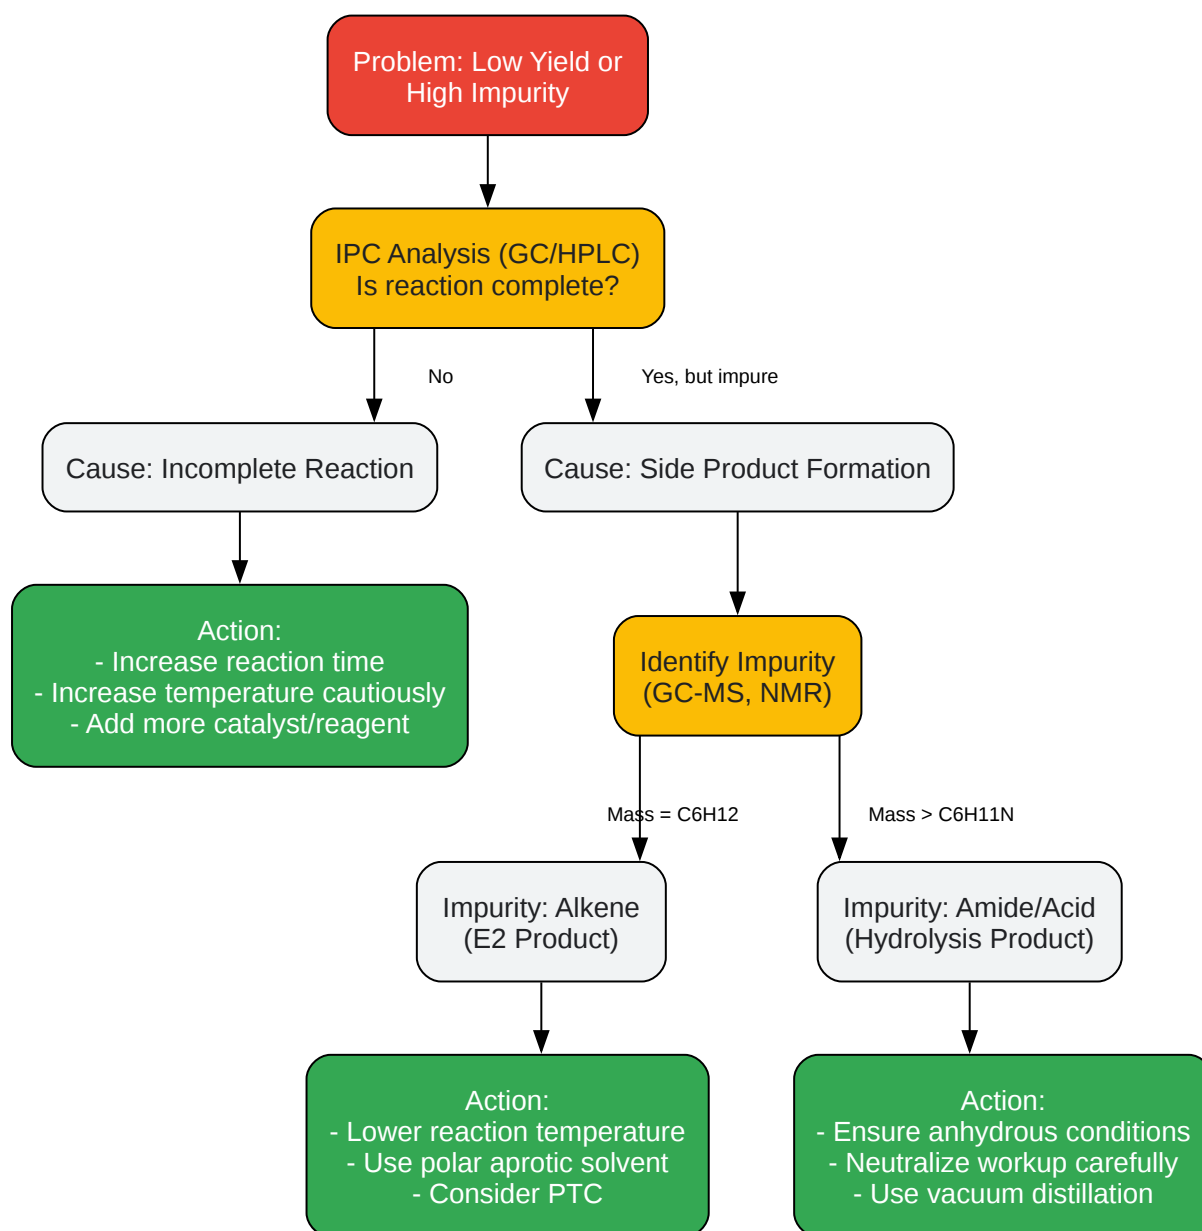 Problem: Low Yield or
High Impurity
IPC Analysis (GC/HPLC)
Is reaction complete?
No
Yes, but impure
Cause: Incomplete Reaction
Cause: Side Product Formation
Action:
- Increase reaction time
- Increase temperature cautiously
- Add more catalyst/reagent
Identify Impurity
(GC-MS, NMR)
Mass = C6H12
Mass > C6H11N
Impurity: Alkene
(E2 Product)
Impurity: Amide/Acid
(Hydrolysis Product)
Action:
- Lower reaction temperature
- Use polar aprotic solvent
- Consider PTC
Action:
- Ensure anhydrous conditions
- Neutralize workup carefully
- Use vacuum distillation